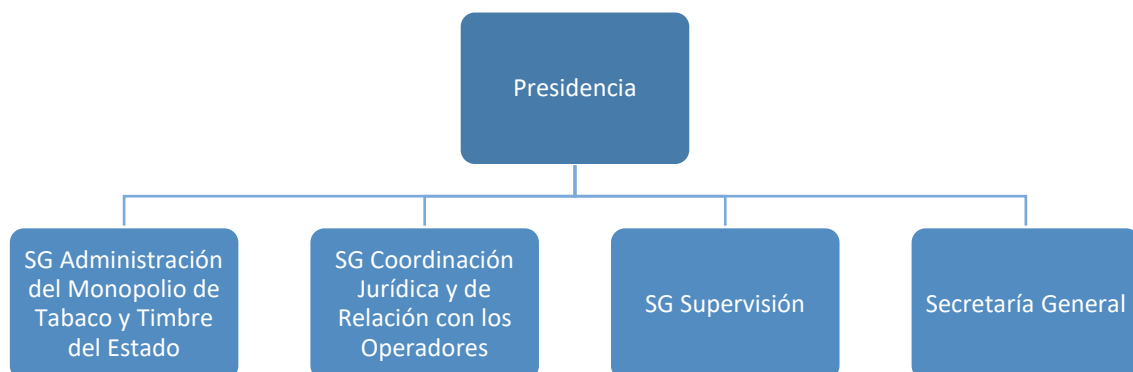 Presidencia
SG Administración
del Monopolio de
Tabaco y Timbre
del Estado
SG Coordinación
Jurídica y de
Relación con los
Operadores
SG Supervisión
Secretaría General